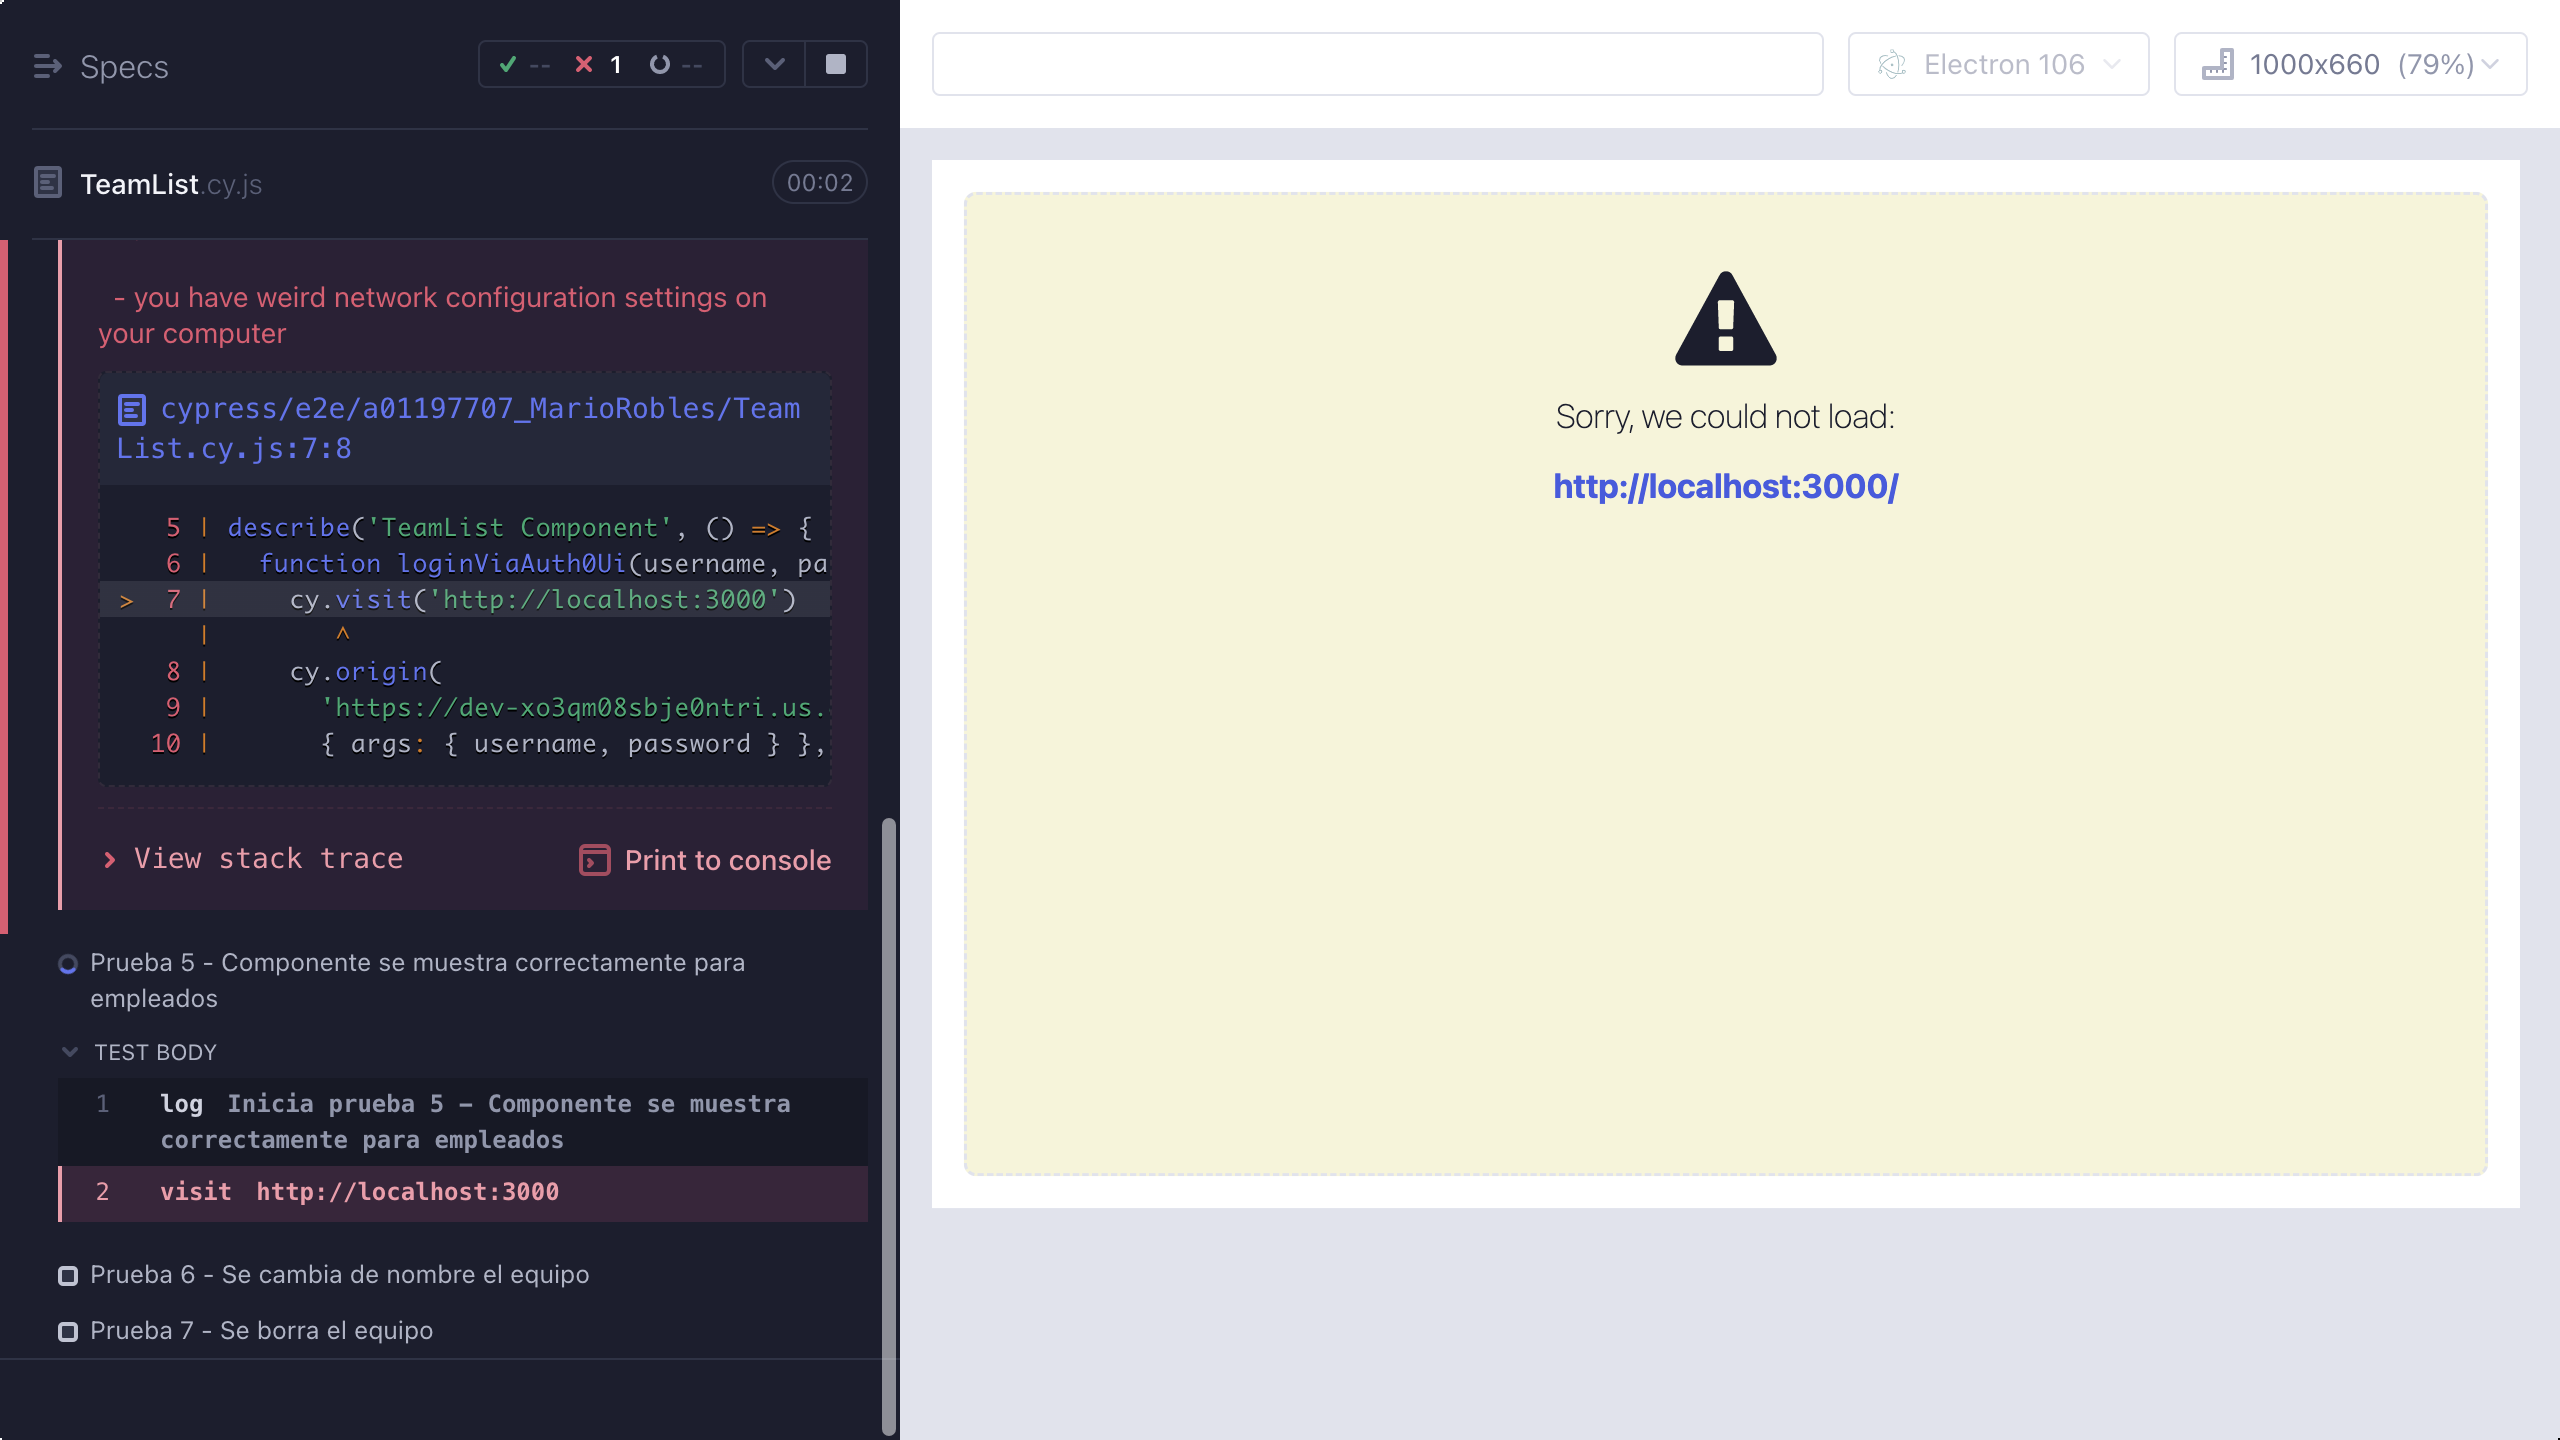 Specs
-- 1 --
TeamList.cy.js
00:02
- you have weird network configuration settings on
your computer
cypress/e2e/a01197707_MarioRobles/Team
List.cy.js:7:8
5 | describe('TeamList Component', () => {
6 |   function loginViaAuth0Ui(username, pa
> 7 |     cy.visit('http://localhost:3000')
|        ^
8 |     cy.origin(
9 |       'https://dev-xo3qm08sbje0ntri.us.
10 |       { args: { username, password } },
View stack trace
Print to console
Prueba 5 - Componente se muestra correctamente para
empleados
TEST BODY
1 log Inicia prueba 5 – Componente se muestra
correctamente para empleados
2 visit http://localhost:3000
Prueba 6 - Se cambia de nombre el equipo
Prueba 7 - Se borra el equipo
Electron 106
1000x660 (79%)
Sorry, we could not load:
http://localhost:3000/